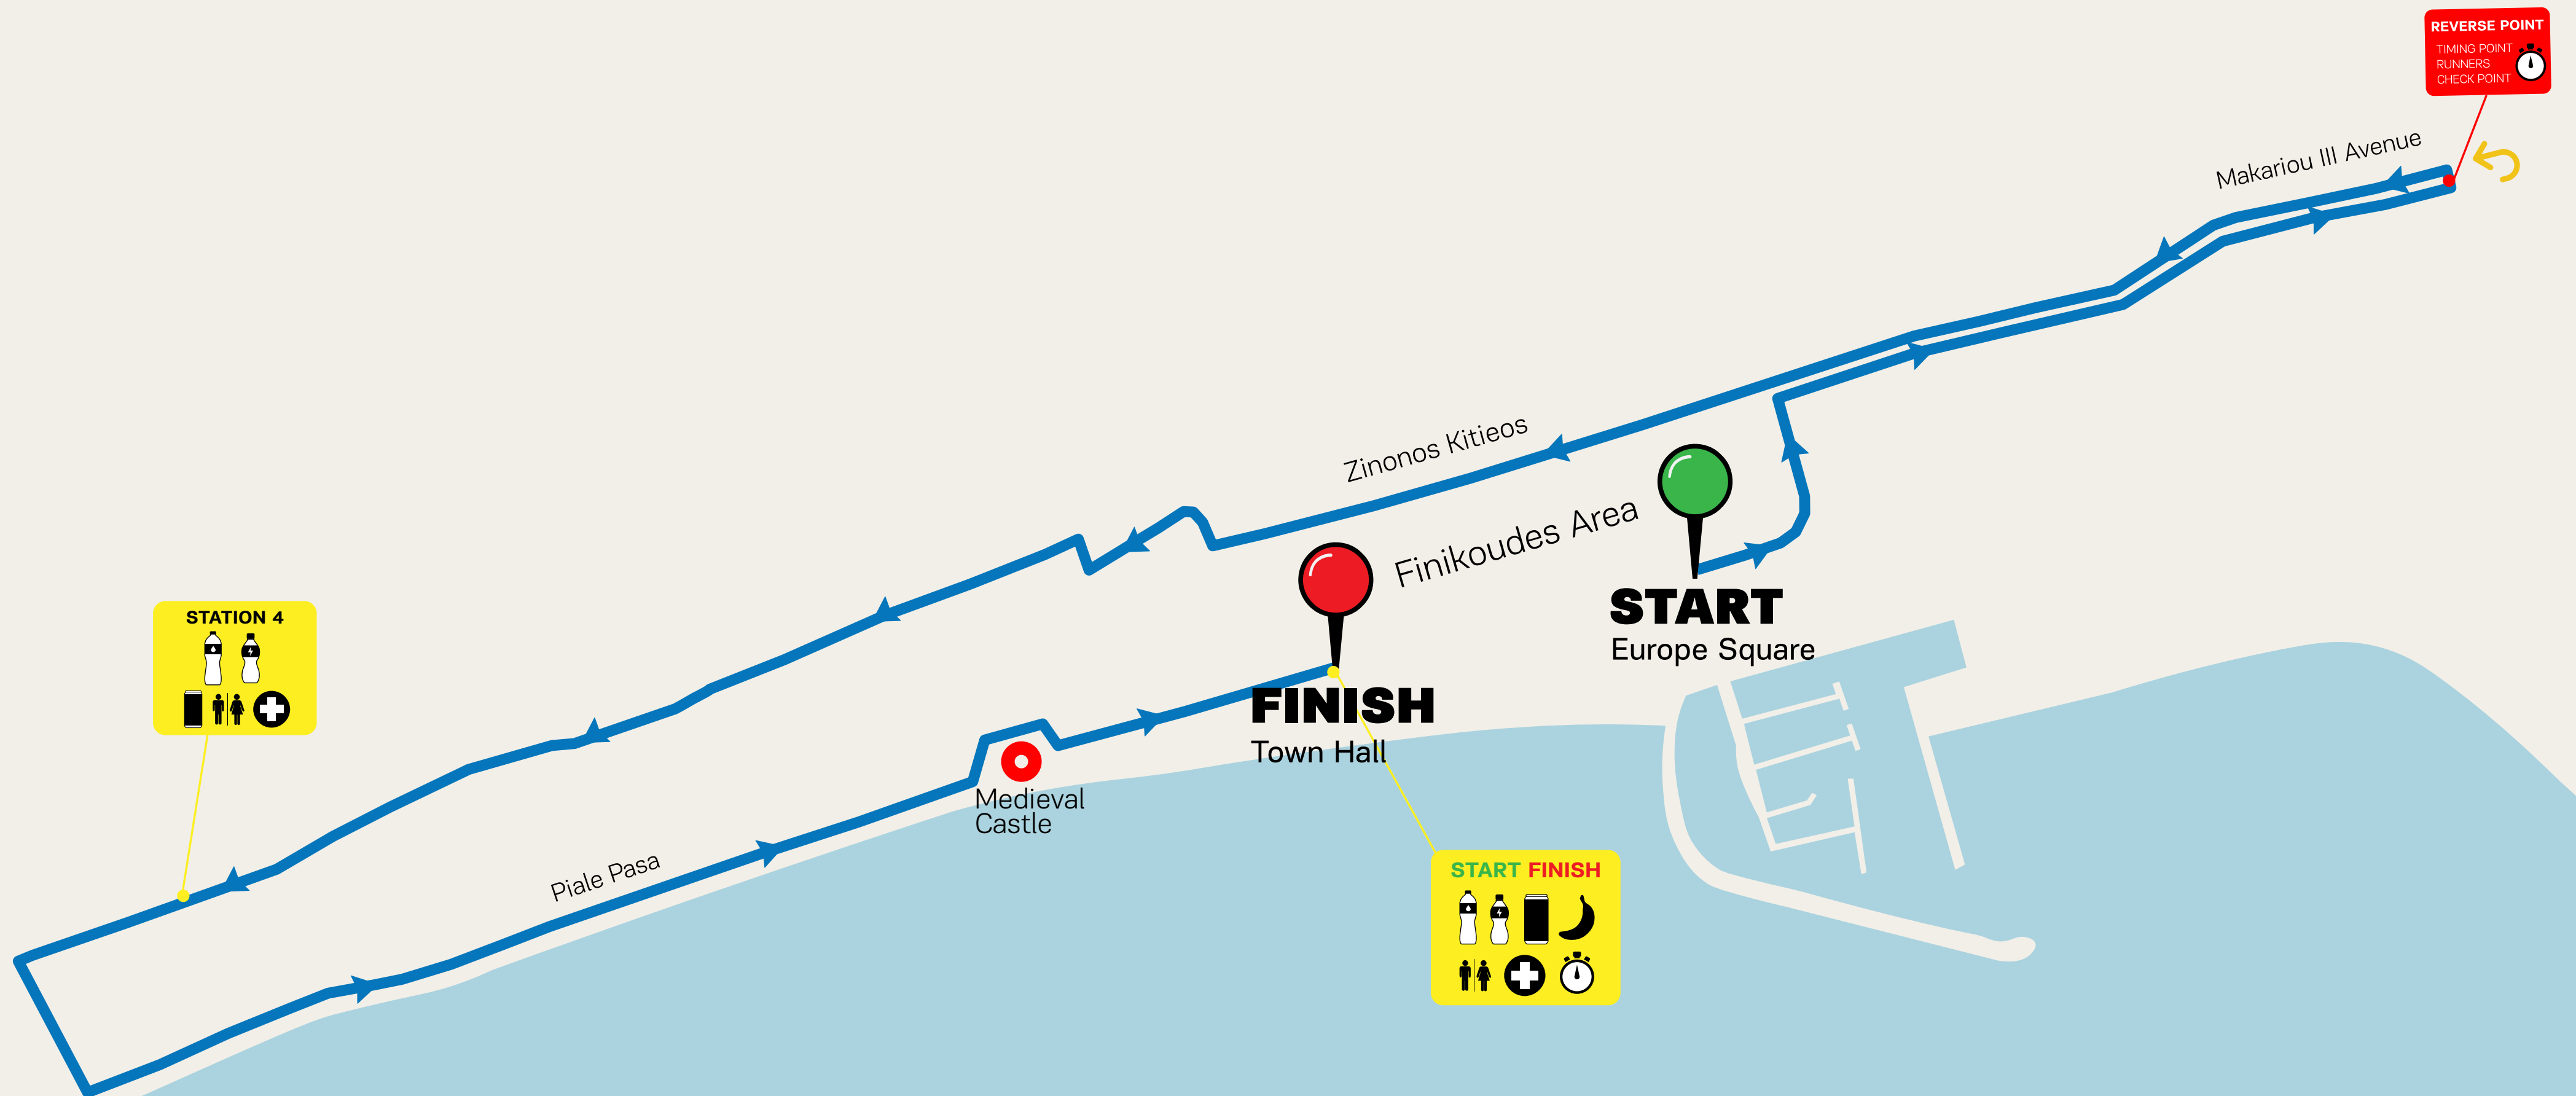 REVERSE POINT
TIMING POINT
RUNNERS
CHECK POINT
Makariou III Avenue
Zinonos Kitieos
Finikoudes Area
START
Europe Square
STATION 4
FINISH
Town Hall
Medieval
Castle
Piale Pasa
START FINISH